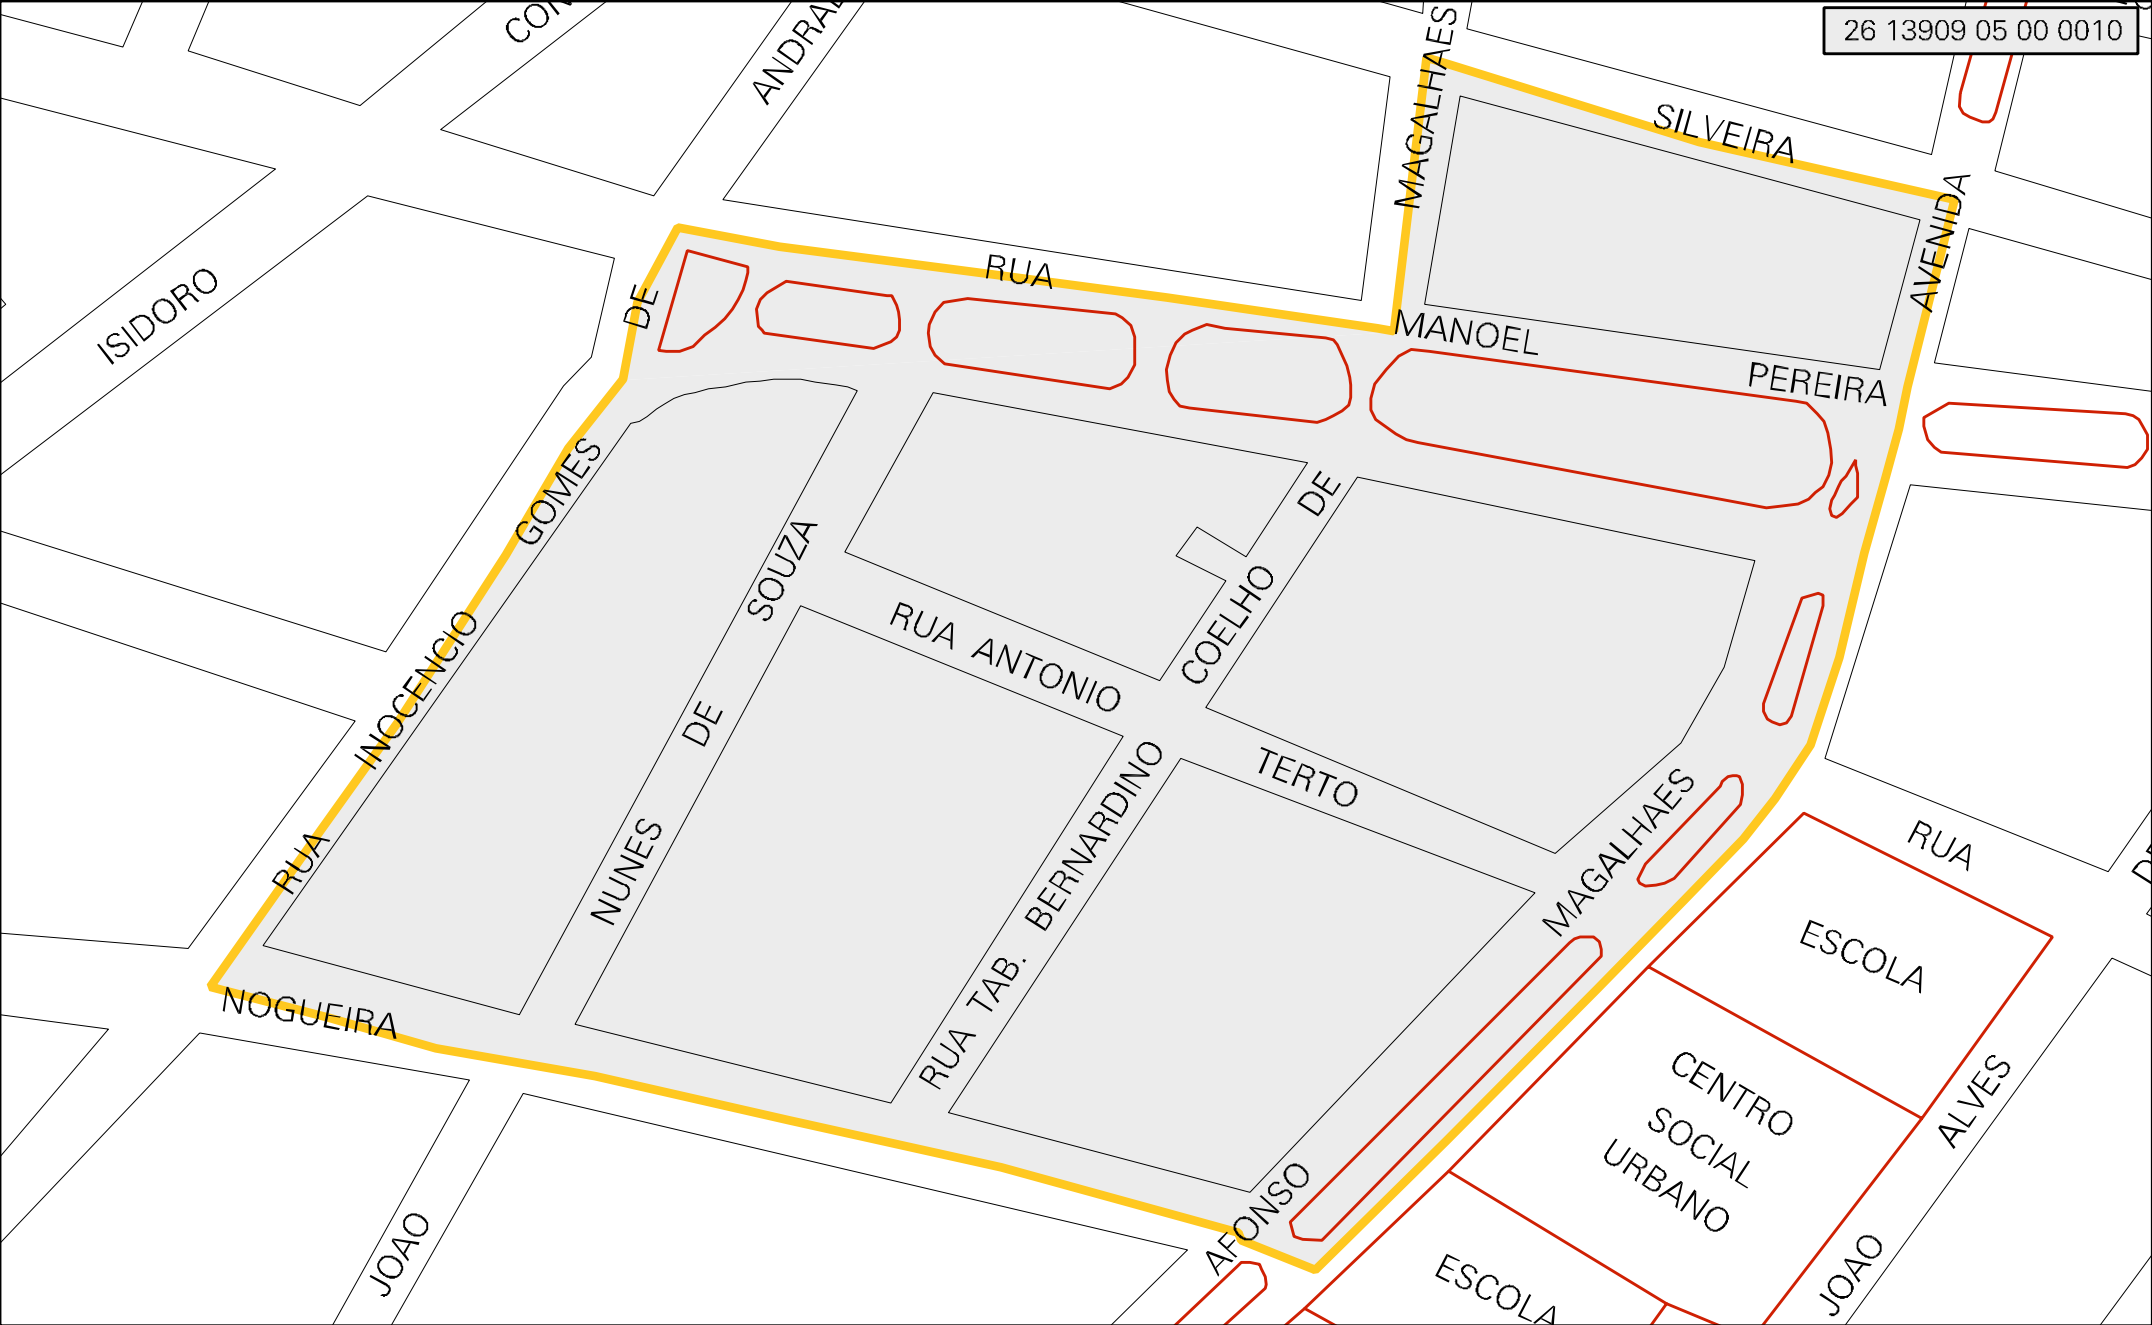 26 13909 05 00 0010
MAGALHAES
SILVEIRA
AVENIDA
ISIDORO
DE
RUA
MANOEL
PEREIRA
GOMES
SOUZA
DE
COELHO
INOCENCIO
RUA ANTONIO
DE
TERTO
BERNARDINO
MAGALHAES
RUA
RUA
NUNES
ESCOLA
RUA TAB.
NOGUEIRA
CENTRO
SOCIAL
URBANO
ALVES
AFONSO
JOAO
JOAO
ESCOLA